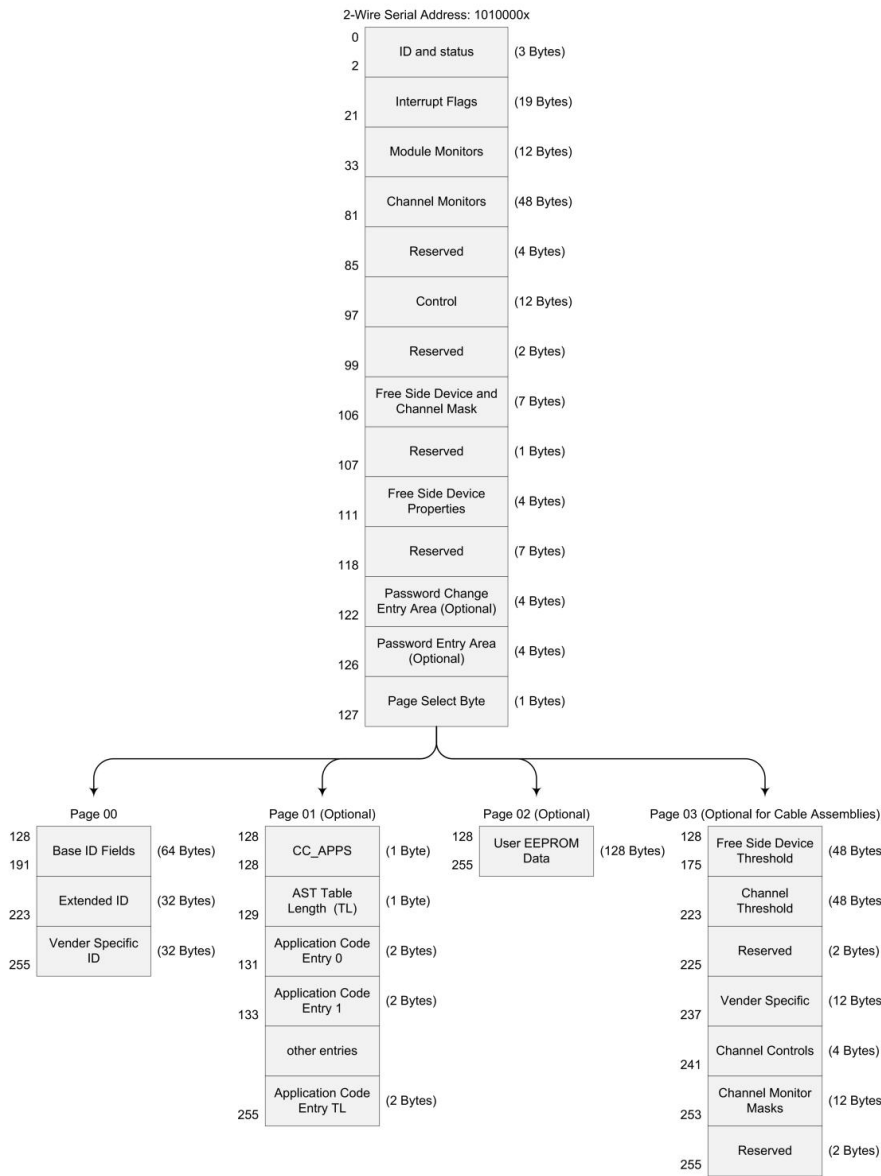 2-Wire Serial Address: 1010000x
0
2
ID and status
(3 Bytes)
21
Interrupt Flags
(19 Bytes)
33
Module Monitors
(12 Bytes)
81
Channel Monitors
(48 Bytes)
85
Reserved
(4 Bytes)
97
Control
(12 Bytes)
99
Reserved
(2 Bytes)
106
Free Side Device and
Channel Mask
(7 Bytes)
107
Reserved
(1 Bytes)
111
Free Side Device
Properties
(4 Bytes)
118
Reserved
(7 Bytes)
122
Password Change
Entry Area (Optional)
(4 Bytes)
126
Password Entry Area
(Optional)
(4 Bytes)
127
Page Select Byte
(1 Bytes)
Page 00
128
191
Base ID Fields
(64 Bytes)
223
Extended ID
(32 Bytes)
255
Vender Specific
ID
(32 Bytes)
Page 01 (Optional)
128
128
CC_APPS
(1 Byte)
129
AST Table
Length (TL)
(1 Byte)
131
Application Code
Entry 0
(2 Bytes)
133
Application Code
Entry 1
(2 Bytes)
other entries
255
Application Code
Entry TL
(2 Bytes)
Page 02 (Optional)
128
255
User EEPROM
Data
(128 Bytes)
Page 03 (Optional for Cable Assemblies)
128
175
Free Side Device
Threshold
(48 Bytes
223
Channel
Threshold
(48 Bytes
225
Reserved
(2 Bytes)
237
Vender Specific
(12 Bytes
241
Channel Controls
(4 Bytes)
253
Channel Monitor
Masks
(12 Bytes
255
Reserved
(2 Bytes)